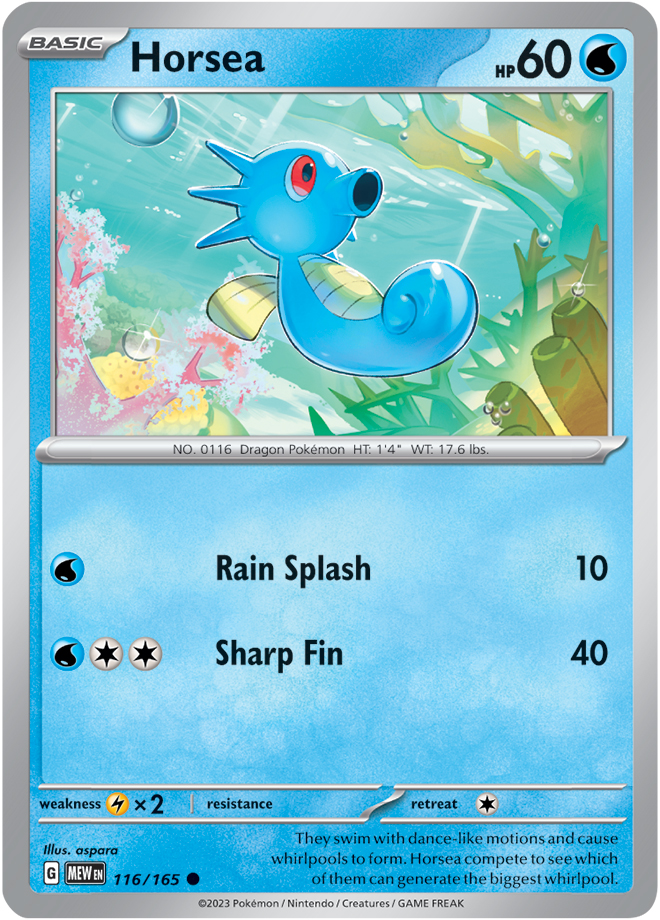 BASIC
Horsea
HP 60
NO. 0116 Dragon Pokémon HT: 1'4" WT: 17.6 lbs.
Rain Splash 10
Sharp Fin 40
weakness ×2 resistance retreat
Illus. aspara
They swim with dance-like motions and cause
whirlpools to form. Horsea compete to see which
of them can generate the biggest whirlpool.
G MEW EN 116/165
©2023 Pokémon / Nintendo / Creatures / GAME FREAK